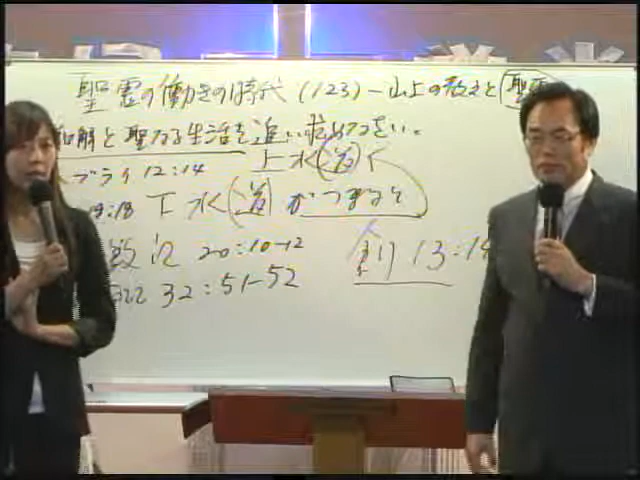 聖霊の働きの時代 (123) - 山上の教えと聖
和解と聖なる生活を追い求めなさい。
ブライ 12:14
上水(道)
:18 下水(道)がつまると
数記 20:10-12
創 13:1
32:51-52